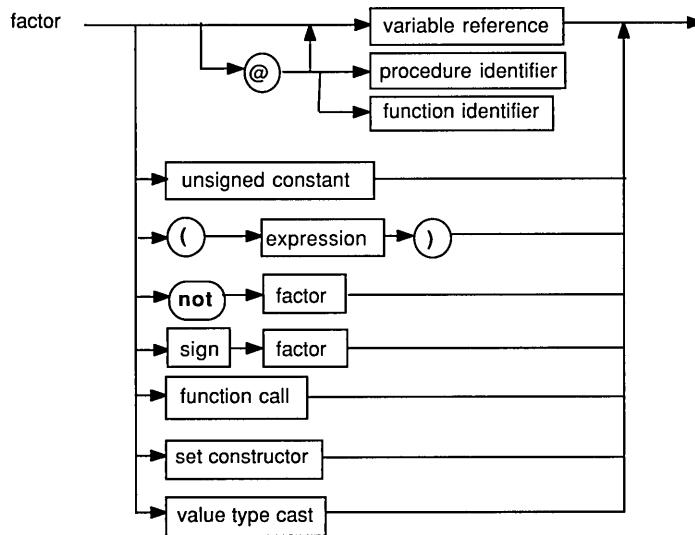 factor
variable reference
@
procedure identifier
function identifier
unsigned constant
( expression )
not factor
sign factor
function call
set constructor
value type cast